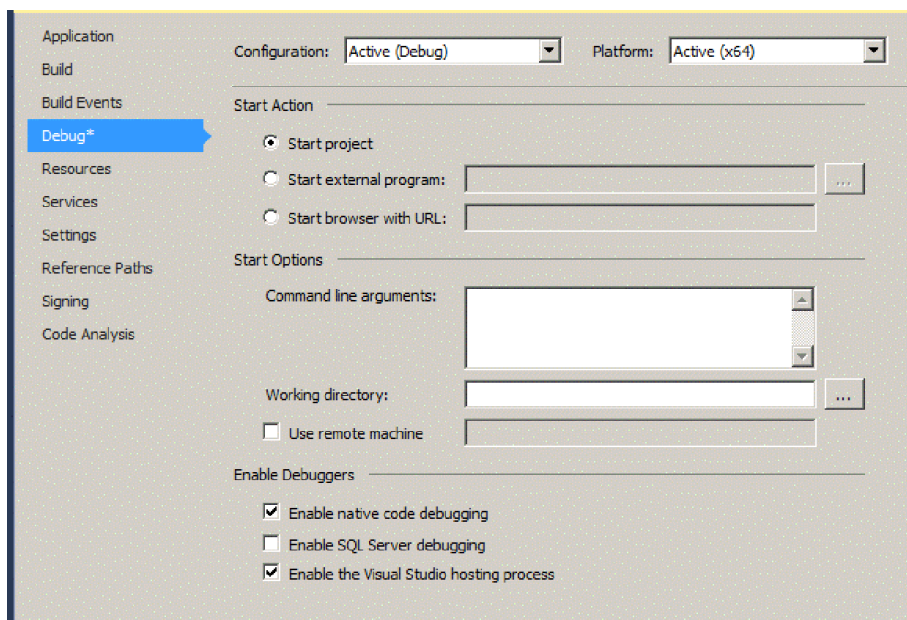 Application
Build
Build Events
Debug*
Resources
Services
Settings
Reference Paths
Signing
Code Analysis
Configuration: Active (Debug) Platform: Active (x64)
Start Action
Start project
Start external program: ...
Start browser with URL:
Start Options
Command line arguments:
Working directory: ...
Use remote machine
Enable Debuggers
Enable native code debugging
Enable SQL Server debugging
Enable the Visual Studio hosting process